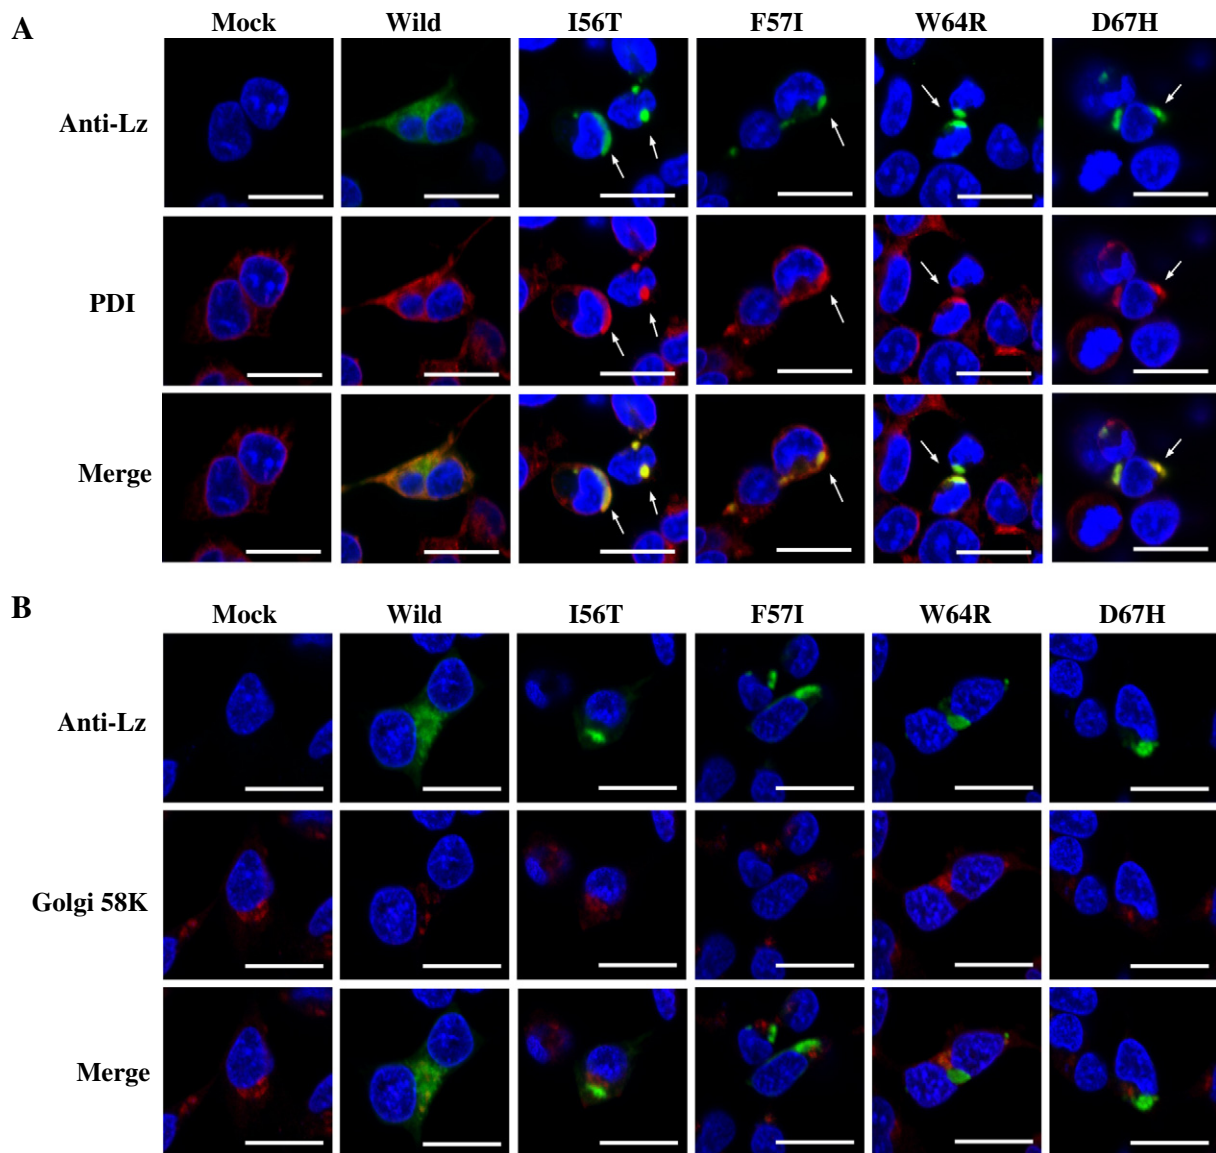 A
Mock Wild I56T F57I W64R D67H
Anti-Lz
PDI
Merge
B
Mock Wild I56T F57I W64R D67H
Anti-Lz
Golgi 58K
Merge